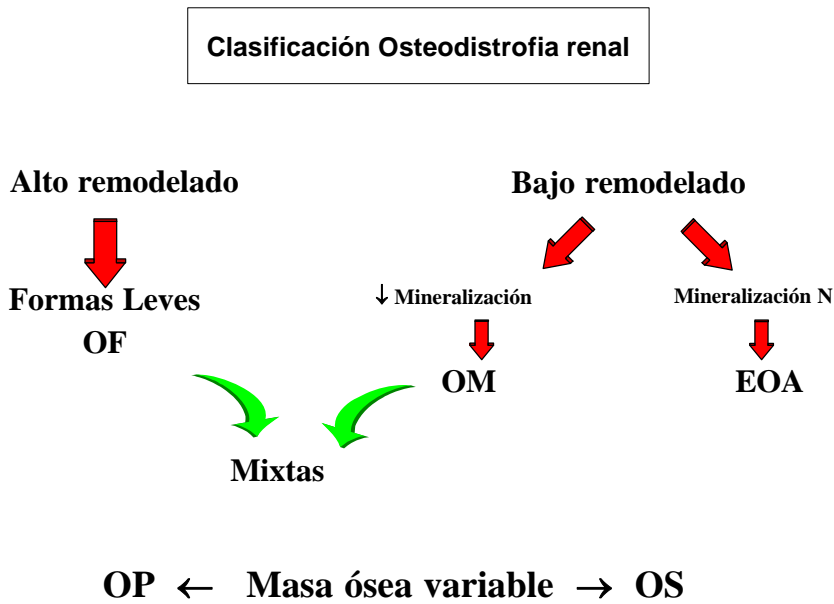 Clasificación Osteodistrofia renal
Alto remodelado
Bajo remodelado
Formas Leves
OF
↓ Mineralización
Mineralización N
OM
EOA
Mixtas
OP ← Masa ósea variable → OS